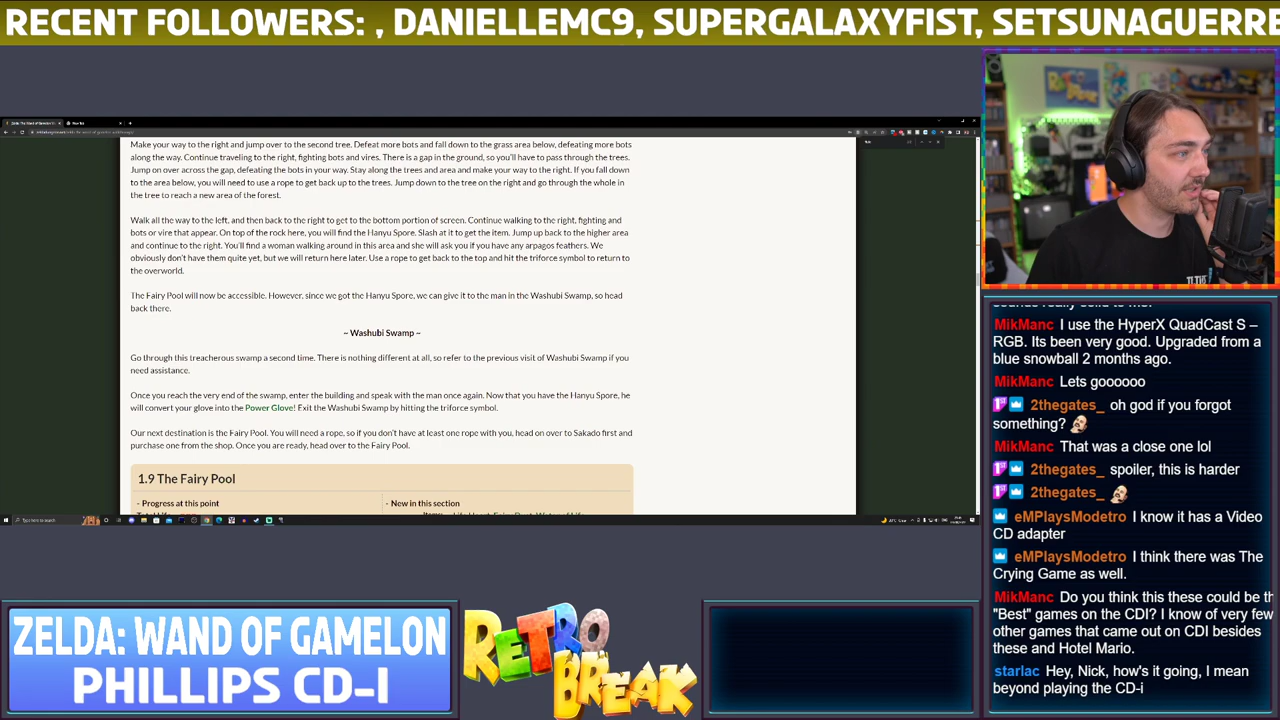 RECENT FOLLOWERS: , DANIELLEMC9, SUPERGALAXYFIST, SETSUNAGUERRE
Make your way to the right and jump over to the second tree. Defeat more bots and fall down to the grass area below, defeating more bots
along the way. Continue traveling to the right, fighting bots and vires. There is a gap in the ground, so you'll have to pass through the trees.
Jump on over across the gap, defeating the bots in your way. Stay along the trees and area and make your way to the right. If you fall down
to the area below, you will need to use a rope to get back up to the trees. Jump down to the tree on the right and go through the whole in
the tree to reach a new area of the forest.
Walk all the way to the left, and then back to the right to get to the bottom portion of screen. Continue walking to the right, fighting and
bots or vire that appear. On top of the rock here, you will find the Hanyu Spore. Slash at it to get the item. Jump up back to the higher area
and continue to the right. You'll find a woman walking around in this area and she will ask you if you have any arpagos feathers. We
obviously don't have them quite yet, but we will return here later. Use a rope to get back to the top and hit the triforce symbol to return to
the overworld.
The Fairy Pool will now be accessible. However, since we got the Hanyu Spore, we can give it to the man in the Washubi Swamp, so head
back there.
~ Washubi Swamp ~
Go through this treacherous swamp a second time. There is nothing different at all, so refer to the previous visit of Washubi Swamp if you
need assistance.
Once you reach the very end of the swamp, enter the building and speak with the man once again. Now that you have the Hanyu Spore, he
will convert your glove into the Power Glove! Exit the Washubi Swamp by hitting the triforce symbol.
Our next destination is the Fairy Pool. You will need a rope, so if you don't have at least one rope with you, head on over to Sakado first and
purchase one from the shop. Once you are ready, head over to the Fairy Pool.
1.9 The Fairy Pool
- Progress at this point
- New in this section
Type here to search
MikManc I use the HyperX QuadCast S –
RGB. Its been very good. Upgraded from a
blue snowball 2 months ago.
MikManc Lets goooooo
2thegates_ oh god if you forgot
something?
MikManc That was a close one lol
2thegates_ spoiler, this is harder
2thegates_
eMPlaysModetro I know it has a Video
CD adapter
eMPlaysModetro I think there was The
Crying Game as well.
MikManc Do you think this these could be th
"Best" games on the CDI? I know of very few
other games that came out on CDI besides
these and Hotel Mario.
starlac Hey, Nick, how's it going, I mean
beyond playing the CD-i
ZELDA: WAND OF GAMELON
PHILLIPS CD-I
RETRO
BREAK